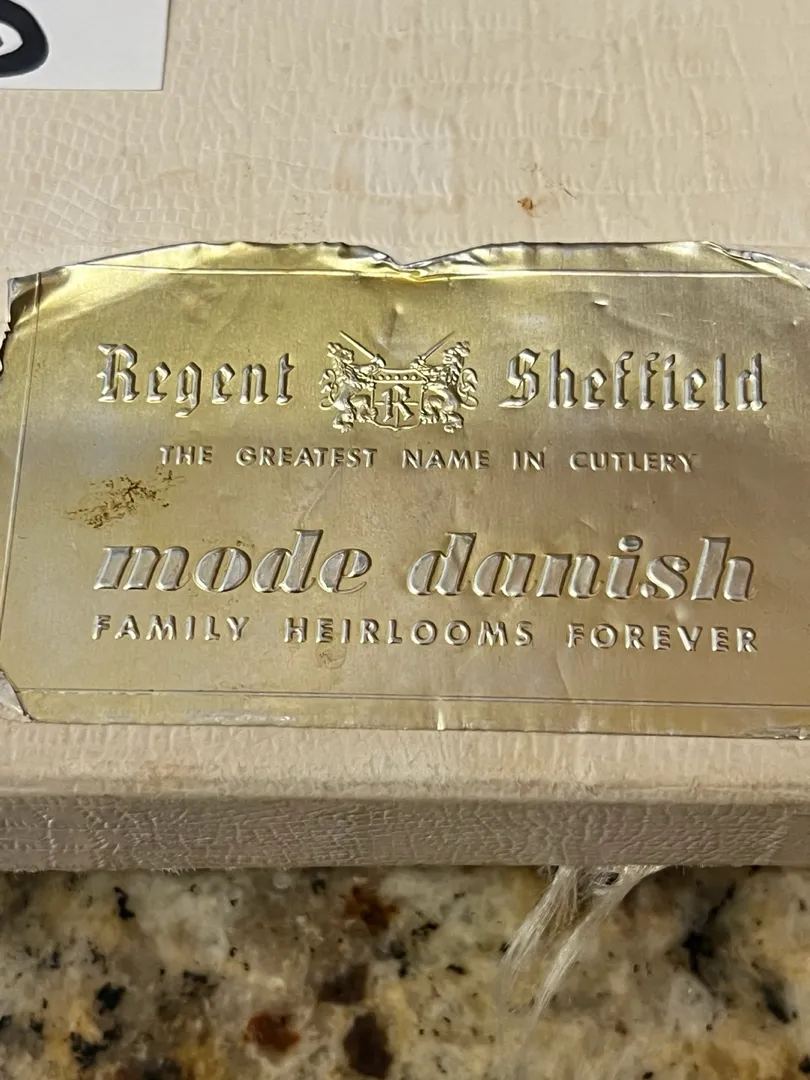 Regent R Sheffield
THE GREATEST NAME IN CUTLERY
mode danish
FAMILY HEIRLOOMS FOREVER